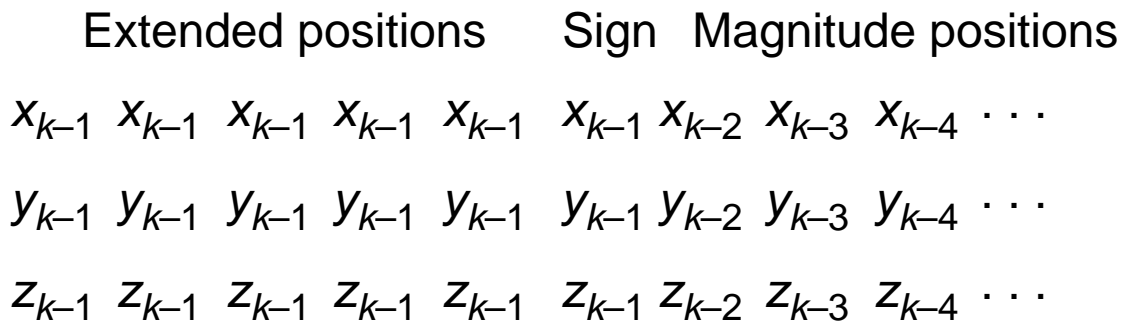 Extended positions Sign Magnitude positions
xₖ₋₁ xₖ₋₁ xₖ₋₁ xₖ₋₁ xₖ₋₁ xₖ₋₁ xₖ₋₂ xₖ₋₃ xₖ₋₄ · · ·
yₖ₋₁ yₖ₋₁ yₖ₋₁ yₖ₋₁ yₖ₋₁ yₖ₋₁ yₖ₋₂ yₖ₋₃ yₖ₋₄ · · ·
zₖ₋₁ zₖ₋₁ zₖ₋₁ zₖ₋₁ zₖ₋₁ zₖ₋₁ zₖ₋₂ zₖ₋₃ zₖ₋₄ · · ·